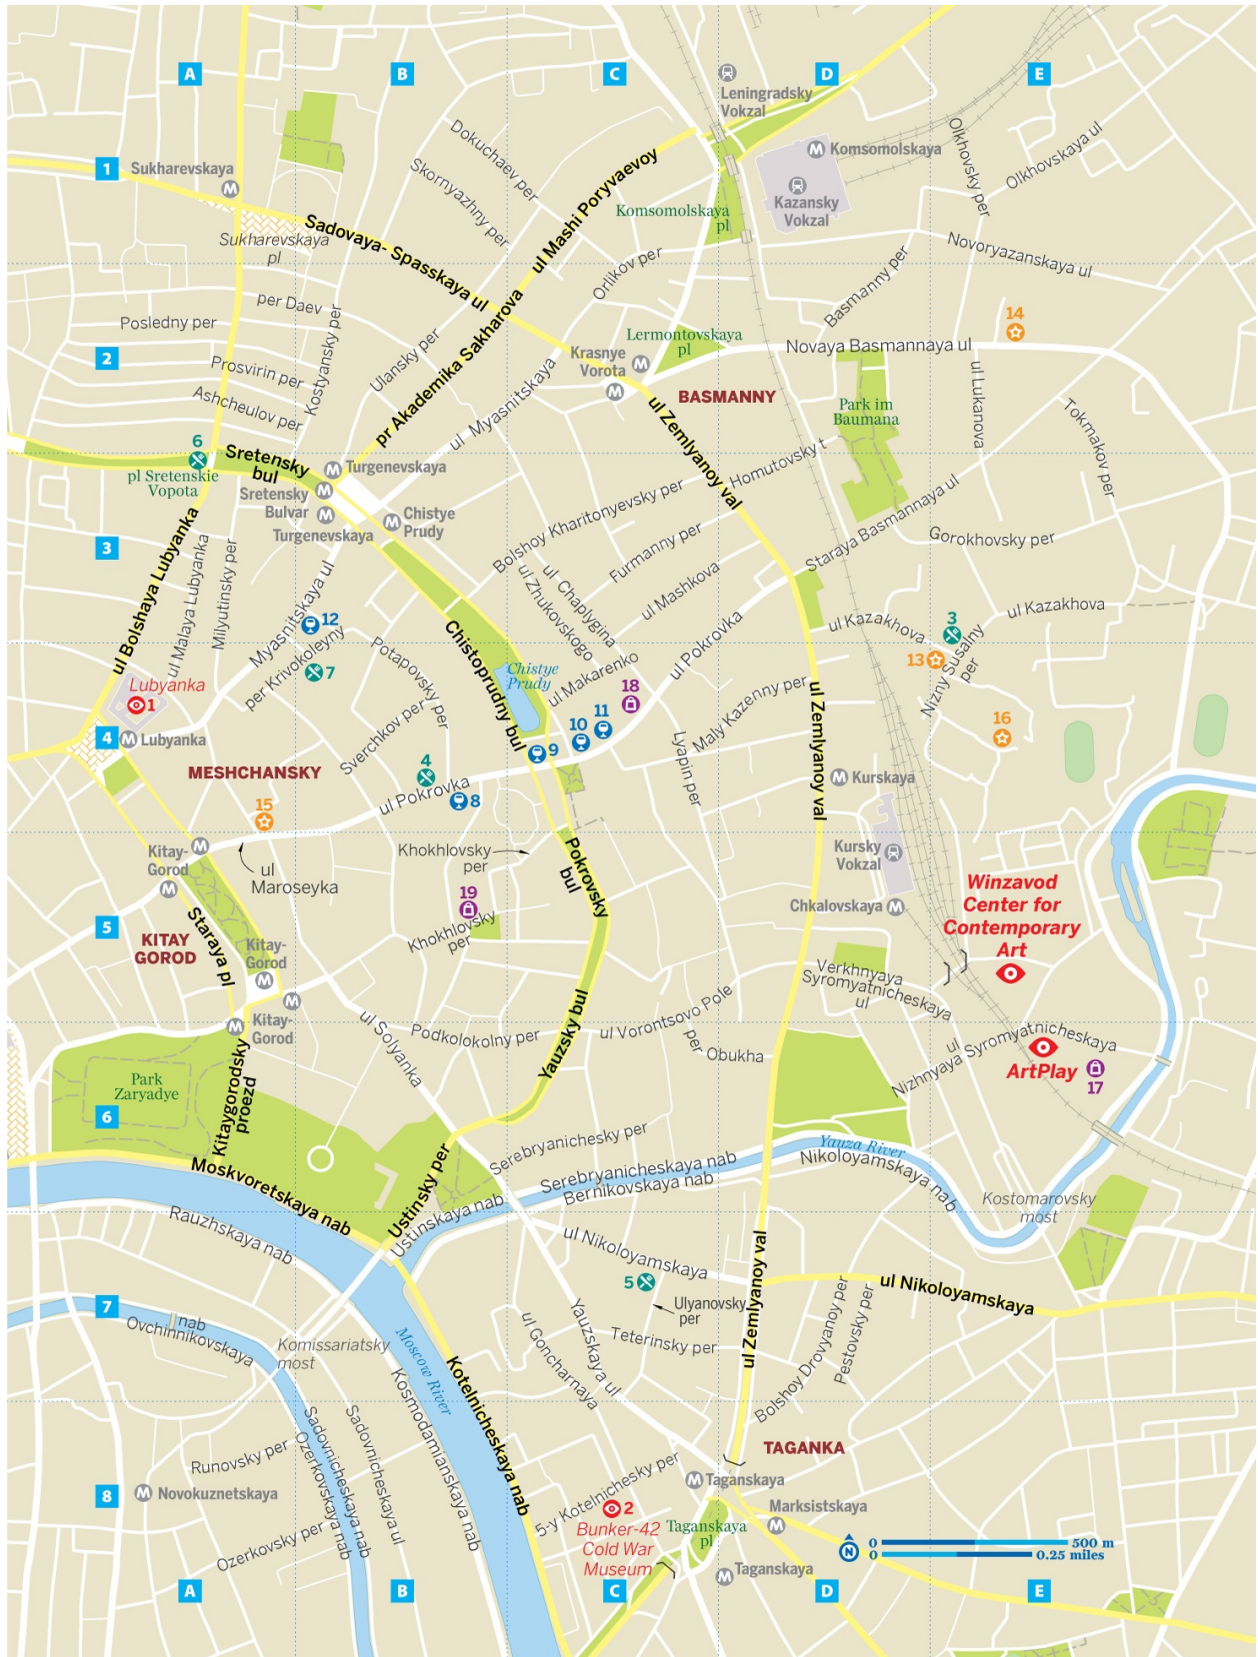 A
B
C
D
E
Leningradsky
Vokzal
1
Sukharevskaya
M
Dokuchaev per
Skornyazhny per
ul Mashi Poryvaevoy
M
Komsomolskaya
Olkhovsky per
Olkhovskaya ul
Kazansky
Vokzal
Komsomolskaya
pl
Sukharevskaya
pl
Sadovaya- Spasskaya ul
Orlikov per
Novoryazanskaya ul
Basmanny per
per Daev
Posledny per
Kostyansky per
Ulansky per
pr Akademika Sakharova
2
Prosvirin per
Ashcheulov per
ul Myasnitskaya
Krasnye
Vorota
M
M
Lermontovskaya
pl
14
Novaya Basmannaya ul
BASMANNY
ul Lukanova
Park im
Baumana
Tokmakov per
ul Zemlyanoy val
6
pl Sretenskie
Vopota
Sretensky
bul
M
Turgenevskaya
Sretensky
Bulvar
M
Turgenevskaya
M
M
Chistye
Prudy
Homutovsky t
Bolshoy Kharitonyevsky per
Staraya Basmannaya ul
Gorokhovsky per
3
ul Bolshaya Lubyanka
ul Malaya Lubyanka
Milyutinsky per
Myasnitskaya ul
Furmanny per
ul Chaplygina
ul Zhukovskogo
ul Mashkova
12
per Krivokoleyny
7
Potapovsky per
Chistoprudny bul
Chistye
Prudy
ul Makarenko
ul Pokrovka
ul Kazakhova
3
ul Kazakhova
13
Nizny Susalny
per
Lubyanka
1
18
11
10
9
Maly Kazenny per
Lyapin per
ul Zemlyanoy val
16
4
M
Lubyanka
MESHCHANSKY
Sverchkov per
4
ul Pokrovka
8
M
Kurskaya
15
Kitay-
Gorod
M
M
ul
Maroseyka
Khokhlovsky
per
Pokrovsky
bul
Kursky
Vokzal
19
Khokhlovsky
per
Chkalovskaya
M
Winzavod
Center for
Contemporary
Art
5
KITAY
GOROD
Staraya pl
Kitay-
Gorod
M
M
Kitay-
Gorod
M
Verkhnyaya
Syromyatnicheskaya
ul
ul Solyanka
Podkolokolny per
Yauzsky bul
ul Vorontsovo Pole
per Obukha
ul
Nizhnyaya Syromyatnicheskaya
ArtPlay
17
Park
Zaryadye
6
Kitaygorodsky
proezd
Moskvoretskaya nab
Ustinsky per
Serebryanichesky per
Serebryanicheskaya nab
Bernikovskaya nab
Yauza River
Nikoloyamskaya nab
Kostomarovsky
most
Rauzhskaya nab
Ustinskaya nab
ul Nikoloyamskaya
5
Ulyanovsky
per
Teterinsky per
ul Zemlyanoy val
ul Nikoloyamskaya
7
nab
Ovchinnikovskaya
Komissariatsky
most
Moscow River
Kotelnicheskaya nab
Yauzskaya ul
ul Goncharnaya
Bolshoy Drovyanoy per
Pestovsky per
Kosmodamianskaya nab
TAGANKA
Runovsky per
Sadovnicheskaya nab
Ozerkovskaya nab
Sadovnicheskaya ul
8
M
Novokuznetskaya
Ozerkovsky per
5-y Kotelnichesky per
M
Taganskaya
2
Bunker-42
Cold War
Museum
Taganskaya
pl
Marksistskaya
M
M
Taganskaya
N
0
500 m
0
0.25 miles
A
B
C
D
E